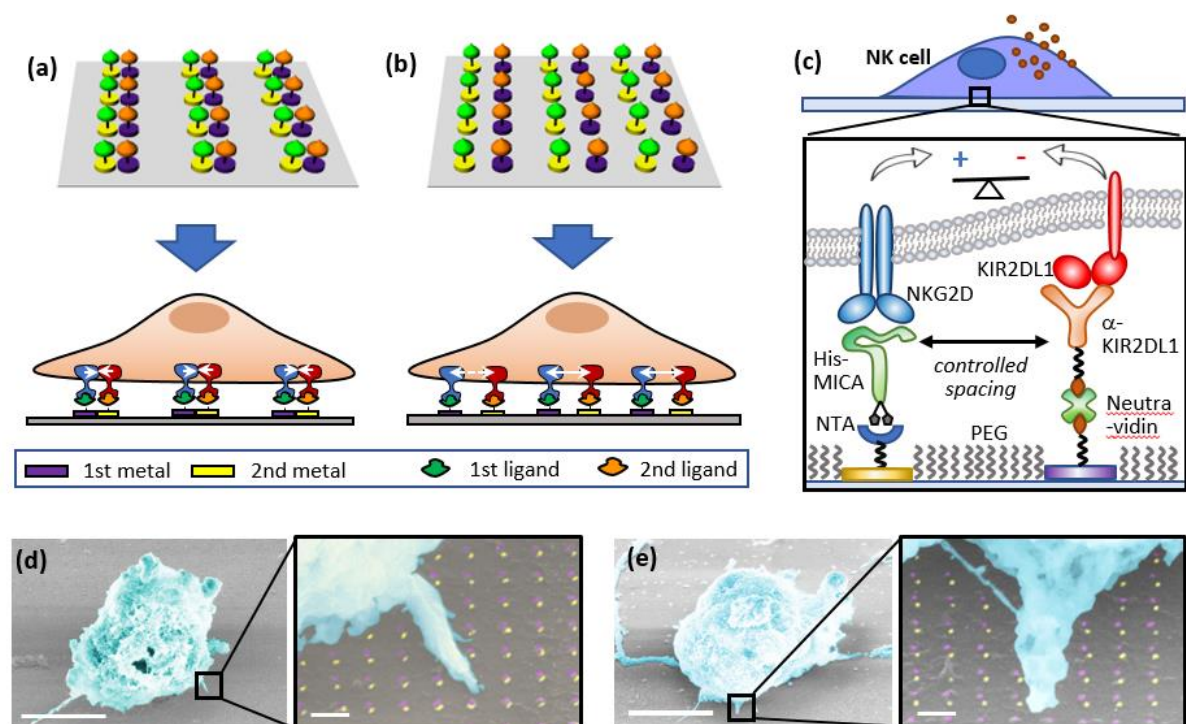 (a)
(b)
(c)
NK cell
+ -
KIR2DL1
NKG2D
α-
KIR2DL1
His-
MICA
controlled
spacing
NTA
PEG
Neutra
-vidin
1st metal
2nd metal
1st ligand
2nd ligand
(d)
(e)